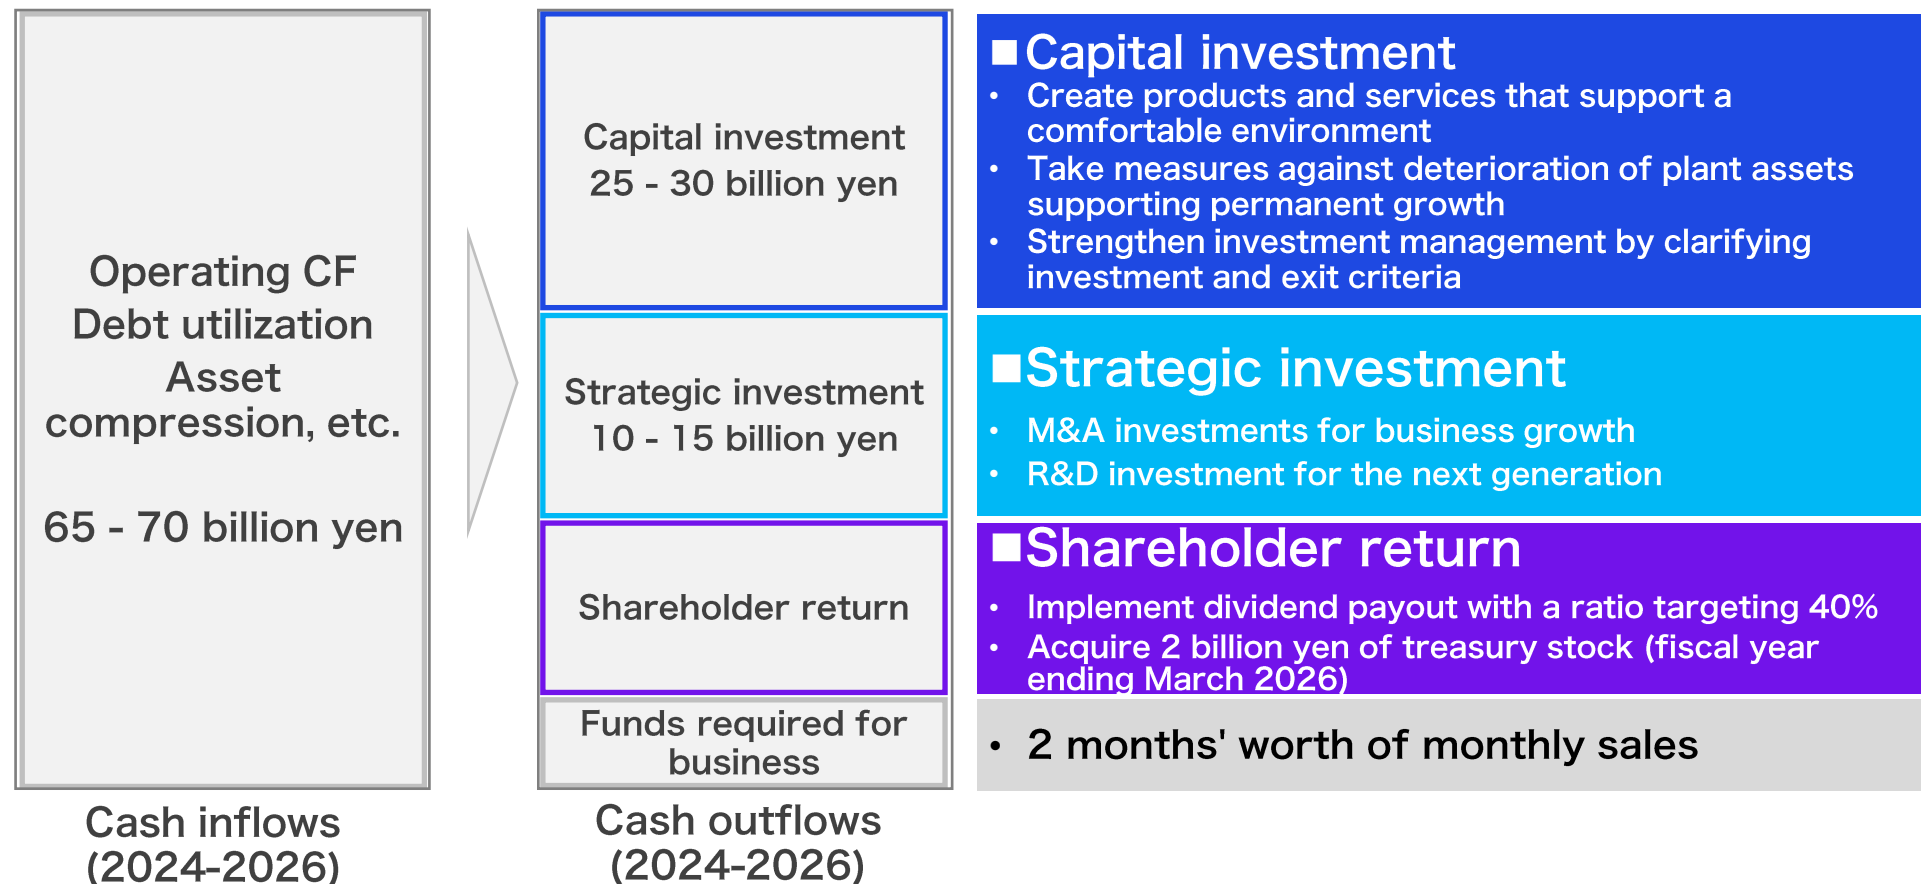 Operating CF
Debt utilization
Asset
compression, etc.
65 - 70 billion yen
Cash inflows
(2024-2026)
Capital investment
25 - 30 billion yen
Strategic investment
10 - 15 billion yen
Shareholder return
Funds required for
business
Cash outflows
(2024-2026)
■Capital investment
• Create products and services that support a
comfortable environment
• Take measures against deterioration of plant assets
supporting permanent growth
• Strengthen investment management by clarifying
investment and exit criteria
■Strategic investment
• M&A investments for business growth
• R&D investment for the next generation
■Shareholder return
• Implement dividend payout with a ratio targeting 40%
• Acquire 2 billion yen of treasury stock (fiscal year
ending March 2026)
• 2 months' worth of monthly sales